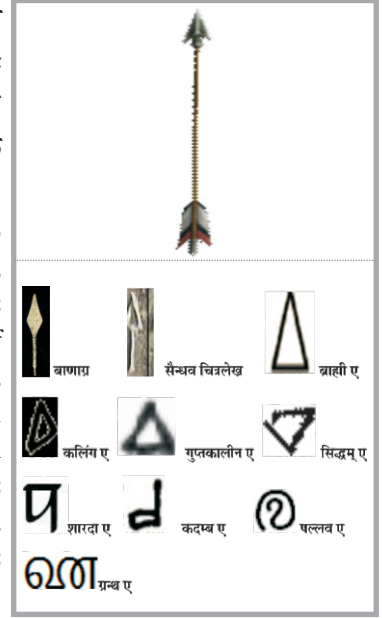 बाणाग्र सैन्धव चित्रलेख ब्राह्मी ए
कलिंग ए गुप्तकालीन ए सिद्धम् ए
शारदा ए कदम्ब ए पल्लव ए
ग्रन्थ ए